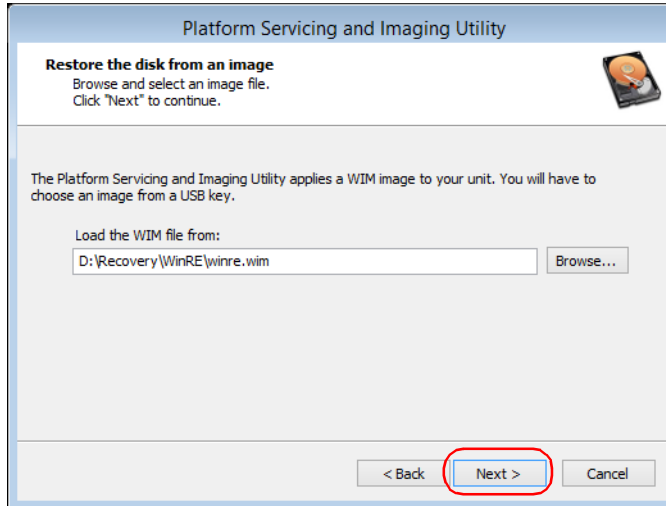 Platform Servicing and Imaging Utility
Restore the disk from an image
Browse and select an image file.
Click "Next" to continue.
The Platform Servicing and Imaging Utility applies a WIM image to your unit. You will have to
choose an image from a USB key.
Load the WIM file from:
D:\Recovery\WinRE\winre.wim
Browse...
< Back
Next >
Cancel